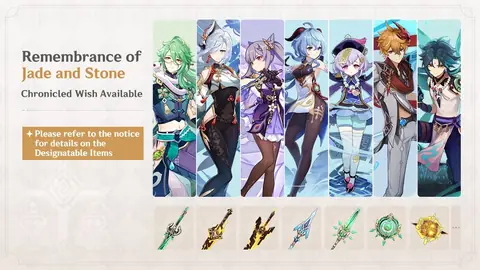 Remembrance of
Jade and Stone
Chronicled Wish Available
Please refer to the notice
for details on the
Designatable Items